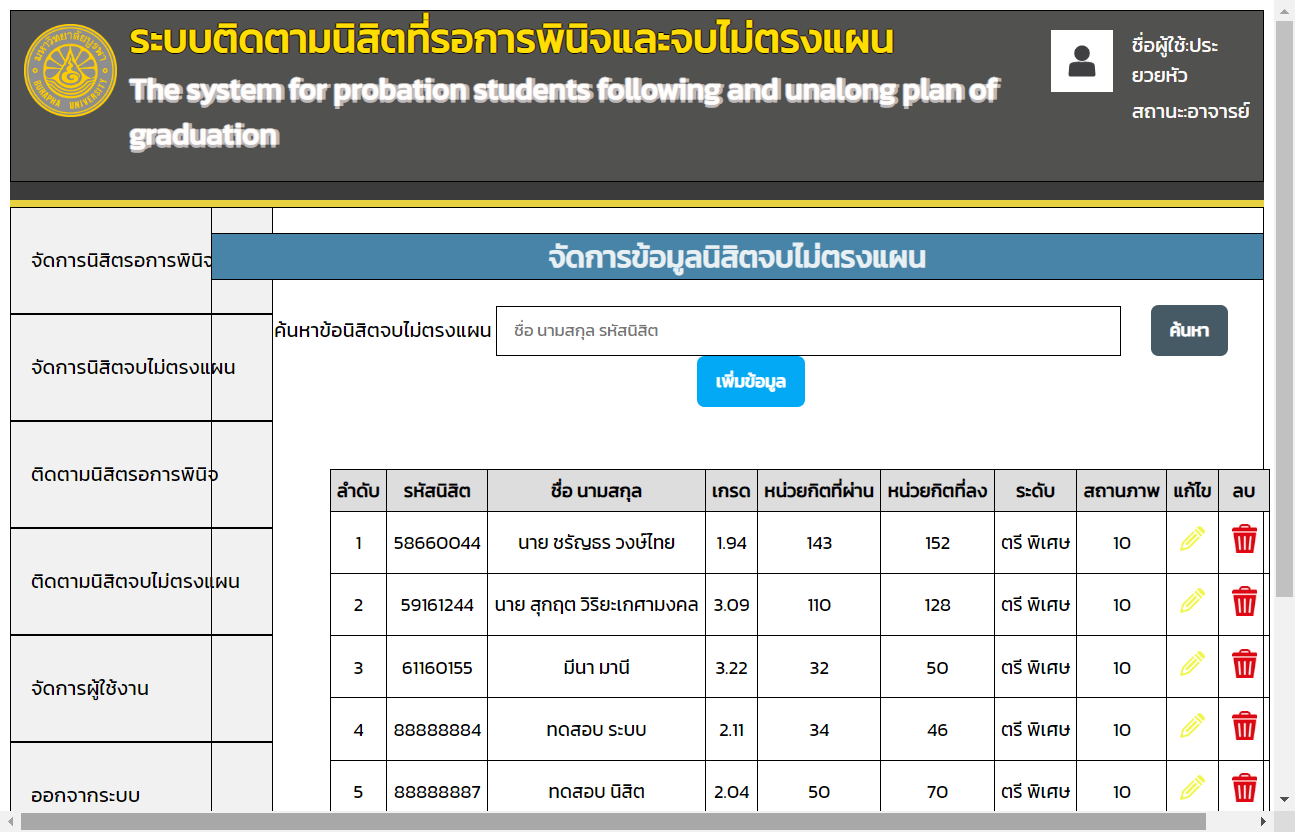 มหาวิทยาลัยบูรพา
BURAPHA UNIVERSITY
ระบบติดตามนิสิตที่รอการพินิจและจบไม่ตรงแผน
The system for probation students following and unalong plan of
graduation
ชื่อผู้ใช้:ประ
ยวยหัว
สถานะ:อาจารย์
จัดการนิสิตรอการพินิจ
จัดการนิสิตจบไม่ตรงแผน
ติดตามนิสิตรอการพินิจ
ติดตามนิสิตจบไม่ตรงแผน
จัดการผู้ใช้งาน
ออกจากระบบ
จัดการข้อมูลนิสิตจบไม่ตรงแผน
ค้นหาข้อนิสิตจบไม่ตรงแผน ชื่อ นามสกุล รหัสนิสิต ค้นหา
เพิ่มข้อมูล
ลำดับ รหัสนิสิต ชื่อ นามสกุล เกรด หน่วยกิตที่ผ่าน หน่วยกิตที่ลง ระดับ สถานภาพ แก้ไข ลบ
1 58660044 นาย ชรัญธร วงษ์ไทย 1.94 143 152 ตรี พิเศษ 10
2 59161244 นาย สุกฤต วิริยะเกศามงคล 3.09 110 128 ตรี พิเศษ 10
3 61160155 มีนา มานี 3.22 32 50 ตรี พิเศษ 10
4 88888884 ทดสอบ ระบบ 2.11 34 46 ตรี พิเศษ 10
5 88888887 ทดสอบ นิสิต 2.04 50 70 ตรี พิเศษ 10